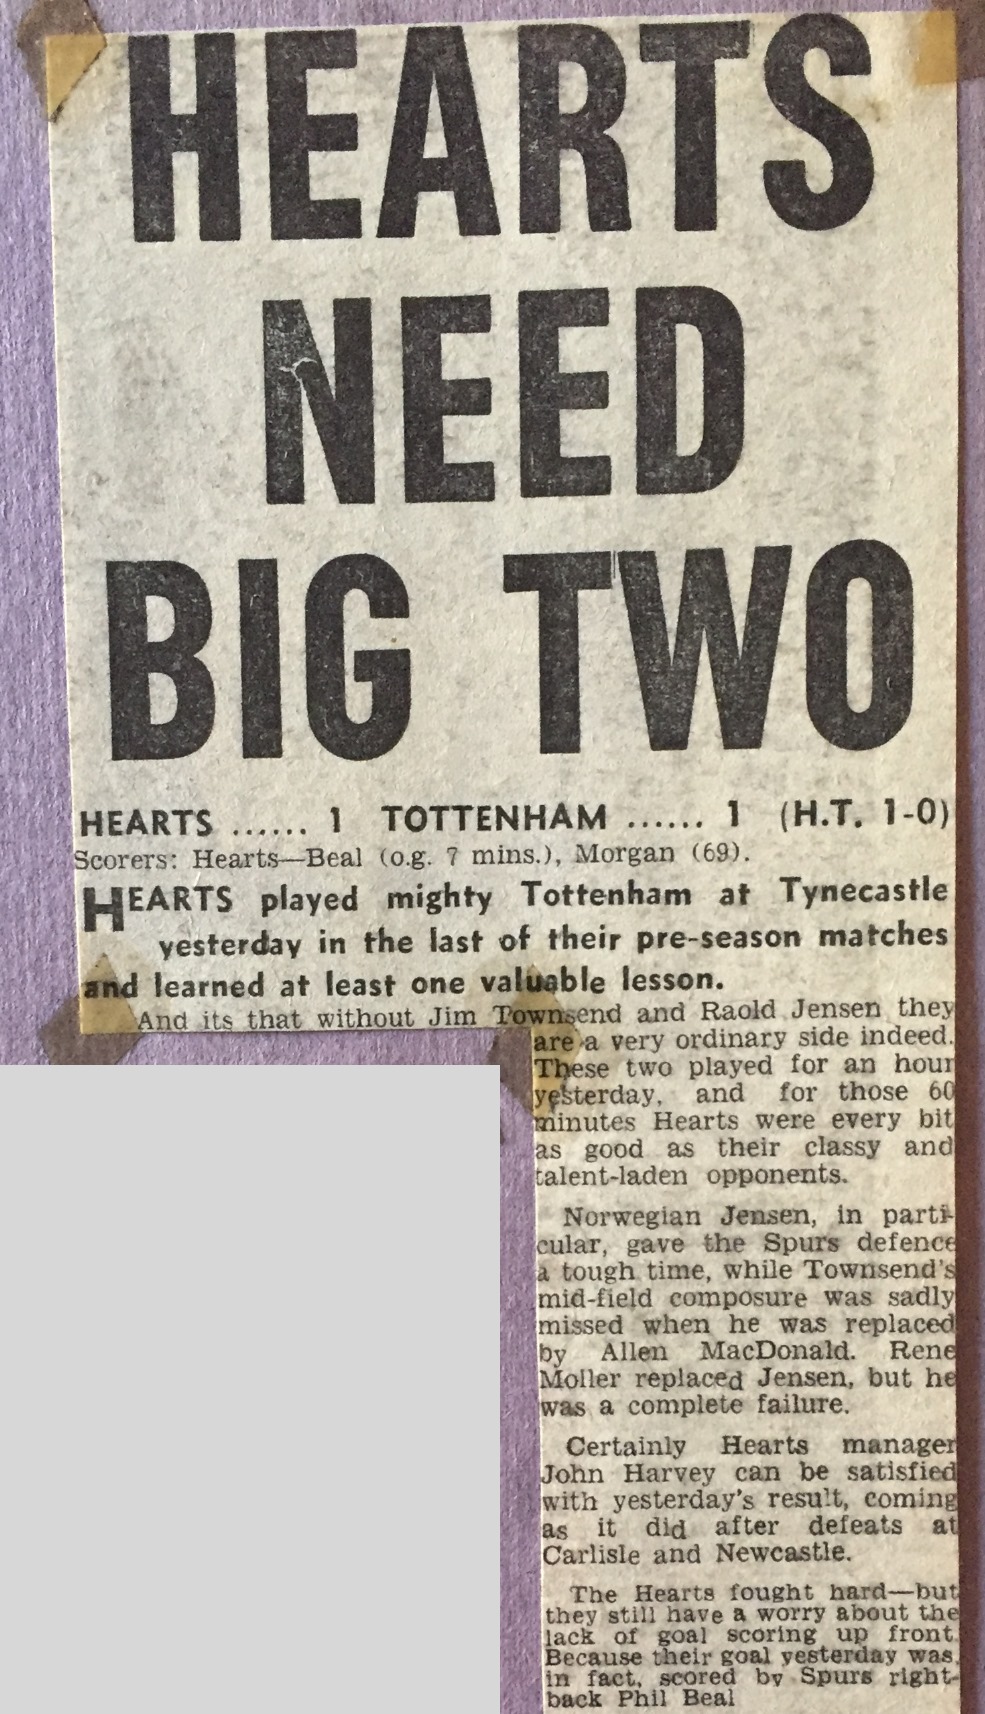 HEARTS
NEED
BIG TWO
HEARTS ...... 1 TOTTENHAM ...... 1 (H.T. 1-0)
Scorers: Hearts—Beal (o.g. 7 mins.), Morgan (69).
HEARTS played mighty Tottenham at Tynecastle
yesterday in the last of their pre-season matches
and learned at least one valuable lesson.
And its that without Jim Townsend and Raold Jensen they
are a very ordinary side indeed.
These two played for an hour
yesterday, and for those 60
minutes Hearts were every bit
as good as their classy and
talent-laden opponents.
Norwegian Jensen, in parti-
cular, gave the Spurs defence
a tough time, while Townsend's
mid-field composure was sadly
missed when he was replaced
by Allen MacDonald. Rene
Moller replaced Jensen, but he
was a complete failure.
Certainly Hearts manager
John Harvey can be satisfied
with yesterday's result, coming
as it did after defeats at
Carlisle and Newcastle.
The Hearts fought hard—but
they still have a worry about the
lack of goal scoring up front.
Because their goal yesterday was,
in fact, scored by Spurs right-
back Phil Beal